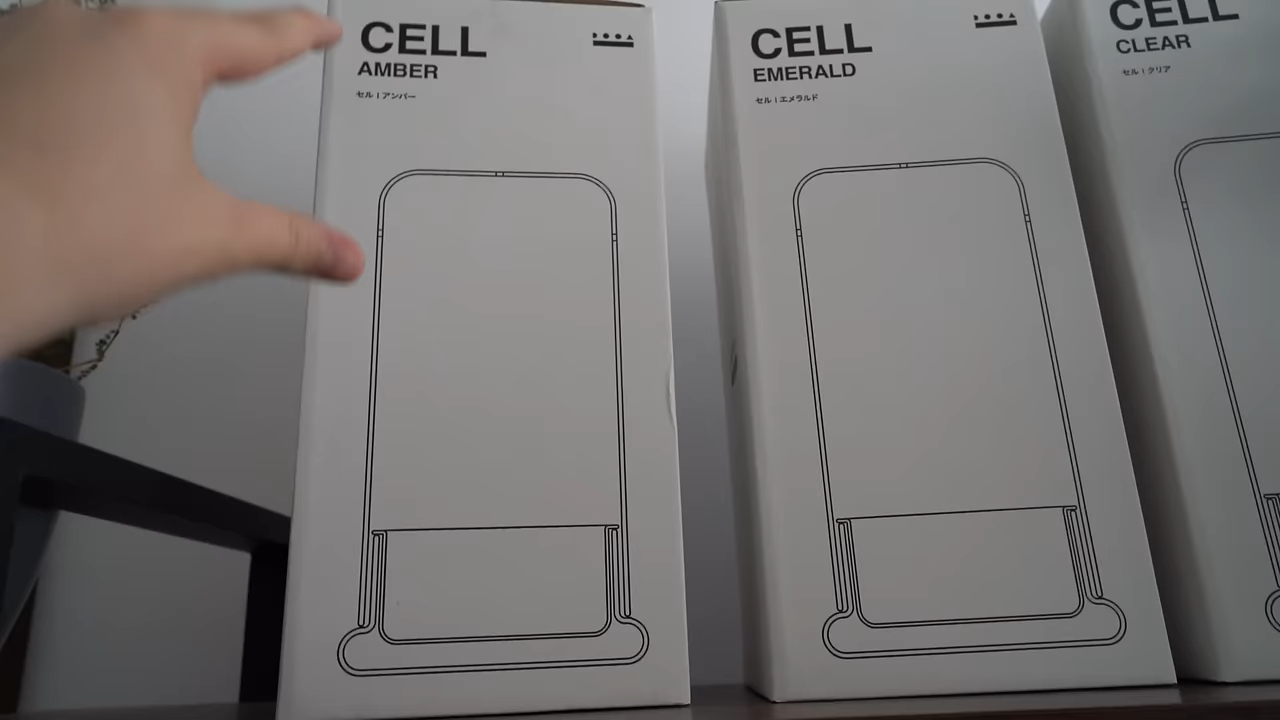 CELL
AMBER
セル | アンバー
CELL
EMERALD
セル | エメラルド
CELL
CLEAR
セル | クリア